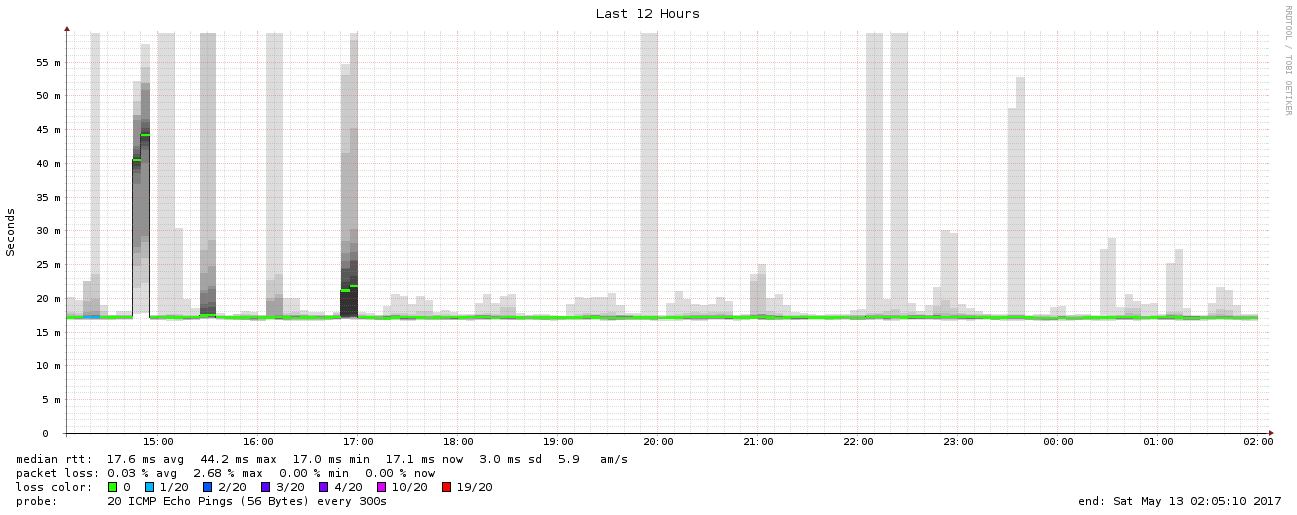 Last 12 Hours
RRDTOOL / TOBI OETIKER
Seconds
55 m
50 m
45 m
40 m
35 m
30 m
25 m
20 m
15 m
10 m
5 m
0
15:00 16:00 17:00 18:00 19:00 20:00 21:00 22:00 23:00 00:00 01:00 02:00
median rtt: 17.6 ms avg 44.2 ms max 17.0 ms min 17.1 ms now 3.0 ms sd 5.9 am/s
packet loss: 0.03 % avg 2.68 % max 0.00 % min 0.00 % now
loss color: 0 1/20 2/20 3/20 4/20 10/20 19/20
probe: 20 ICMP Echo Pings (56 Bytes) every 300s end: Sat May 13 02:05:10 2017